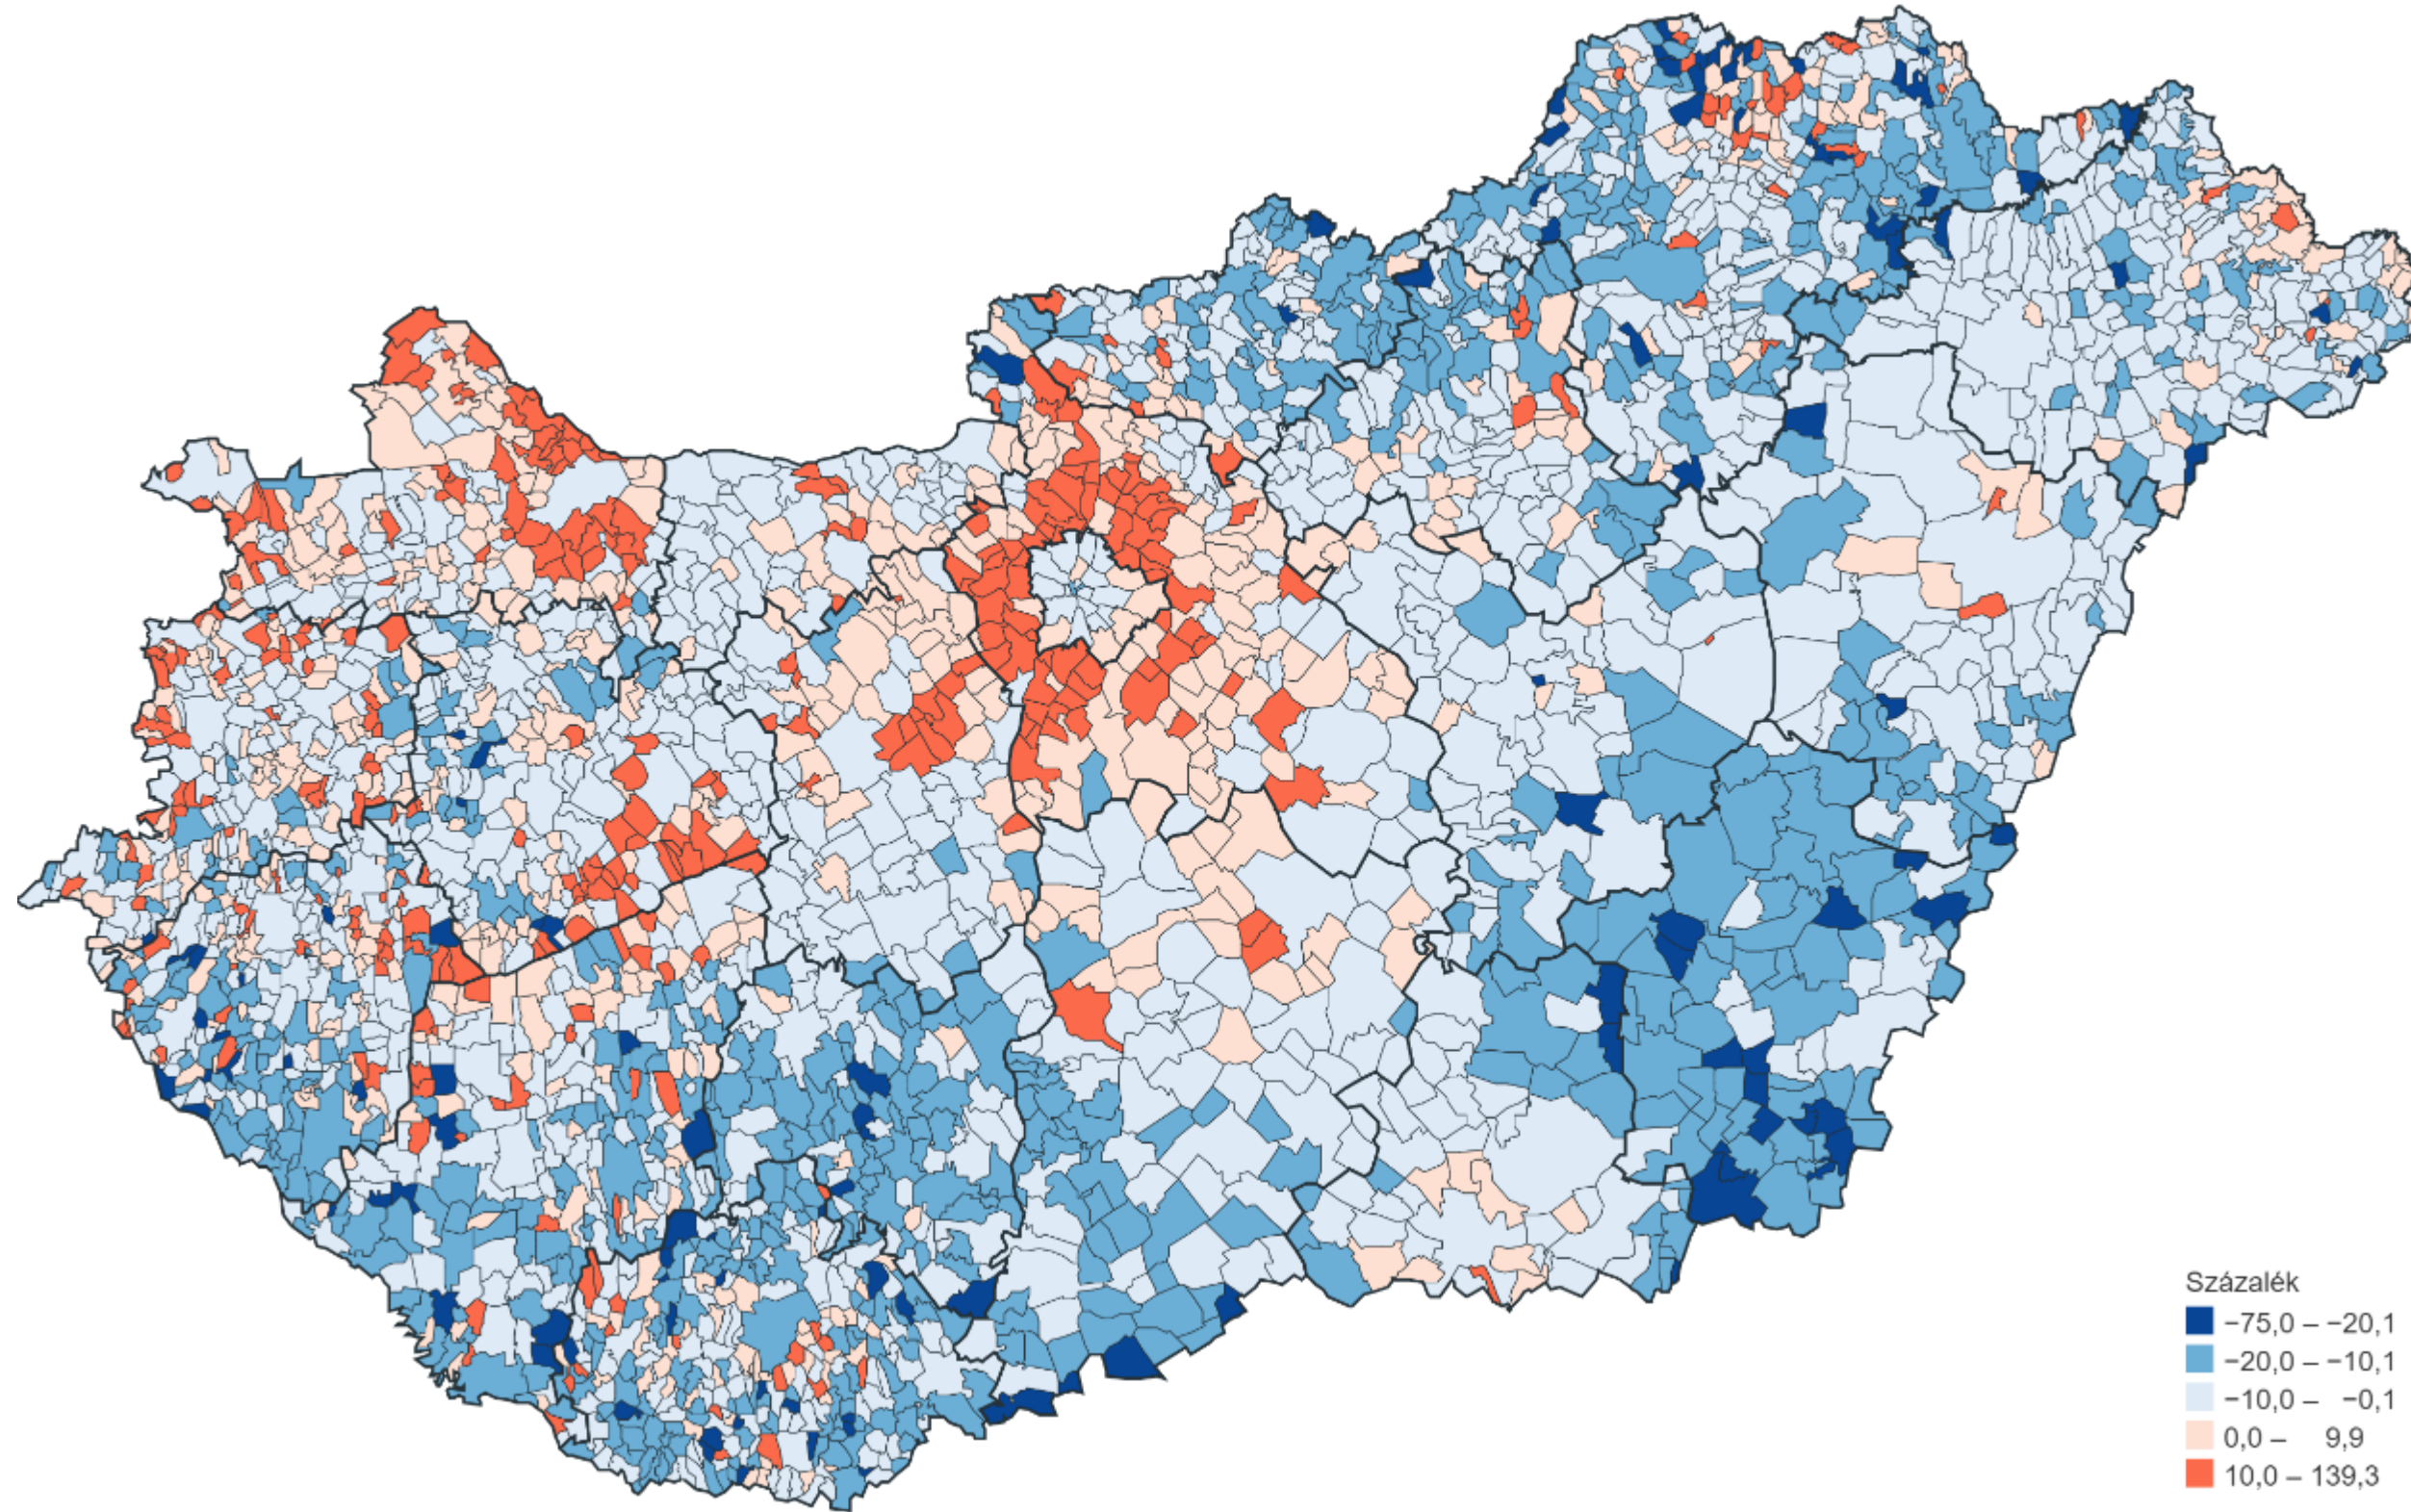 Százalék
−75,0 – −20,1
−20,0 – −10,1
−10,0 – −0,1
0,0 – 9,9
10,0 – 139,3